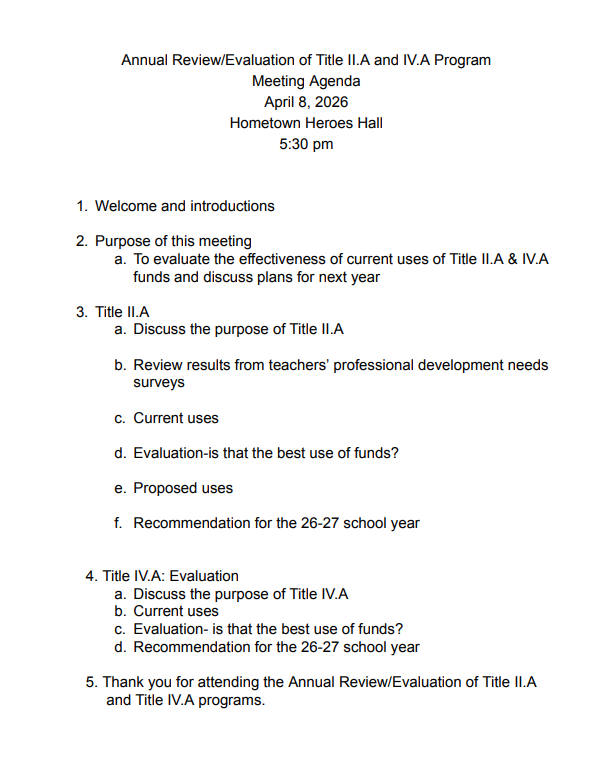 Annual Review/Evaluation of Title II.A and IV.A Program
Meeting Agenda
April 8, 2026
Hometown Heroes Hall
5:30 pm
1. Welcome and introductions
2. Purpose of this meeting
a. To evaluate the effectiveness of current uses of Title II.A & IV.A
funds and discuss plans for next year
3. Title II.A
a. Discuss the purpose of Title II.A
b. Review results from teachers’ professional development needs
surveys
c. Current uses
d. Evaluation-is that the best use of funds?
e. Proposed uses
f. Recommendation for the 26-27 school year
4. Title IV.A: Evaluation
a. Discuss the purpose of Title IV.A
b. Current uses
c. Evaluation- is that the best use of funds?
d. Recommendation for the 26-27 school year
5. Thank you for attending the Annual Review/Evaluation of Title II.A
and Title IV.A programs.